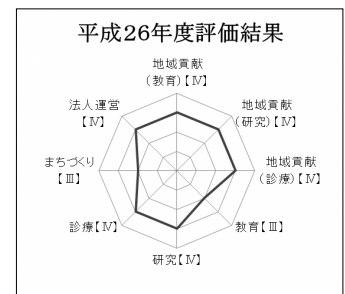 平成26年度評価結果
地域貢献
(教育)【Ⅳ】
地域貢献
(研究)【Ⅳ】
地域貢献
(診療)【Ⅳ】
教育【Ⅲ】
研究【Ⅳ】
診療【Ⅳ】
まちづくり
【Ⅲ】
法人運営
【Ⅳ】